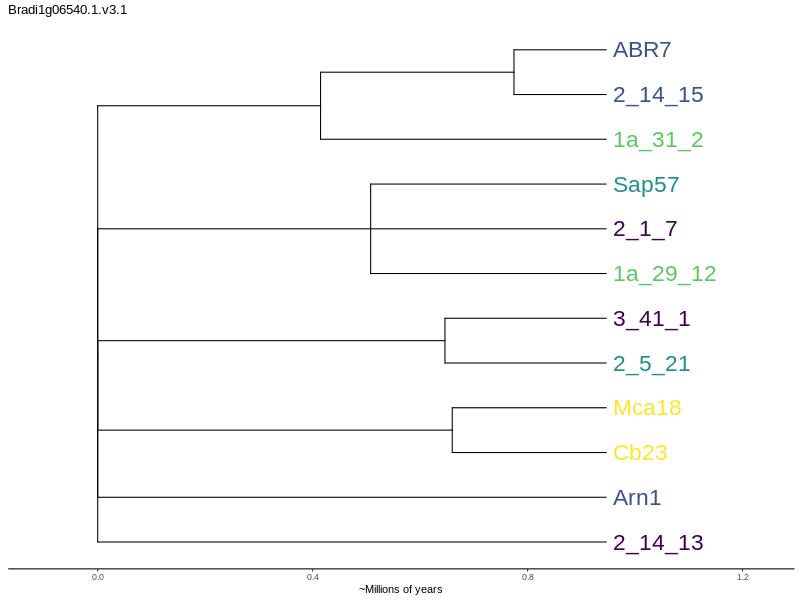 Bradi1g06540.1.v3.1
ABR7
2_14_15
1a_31_2
Sap57
2_1_7
1a_29_12
3_41_1
2_5_21
Mca18
Cb23
Arn1
2_14_13
0.0 0.4 0.8 1.2
~Millions of years